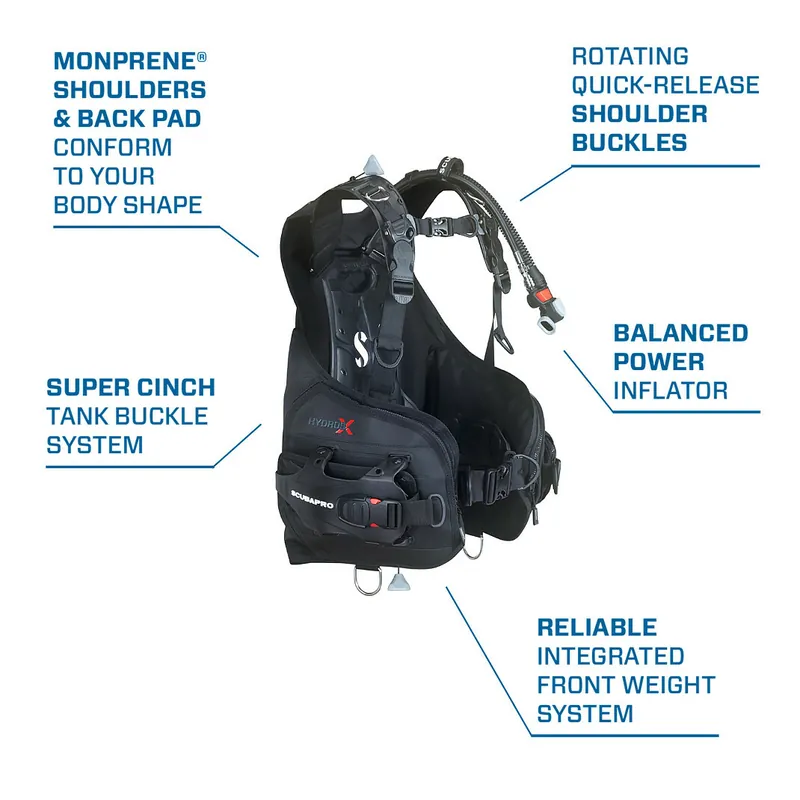 MONPRENE®
SHOULDERS
& BACK PAD
CONFORM
TO YOUR
BODY SHAPE
ROTATING
QUICK-RELEASE
SHOULDER
BUCKLES
BALANCED
POWER
INFLATOR
SUPER CINCH
TANK BUCKLE
SYSTEM
SCU
S
HYDROS X
SCUBAPRO
RELIABLE
INTEGRATED
FRONT WEIGHT
SYSTEM